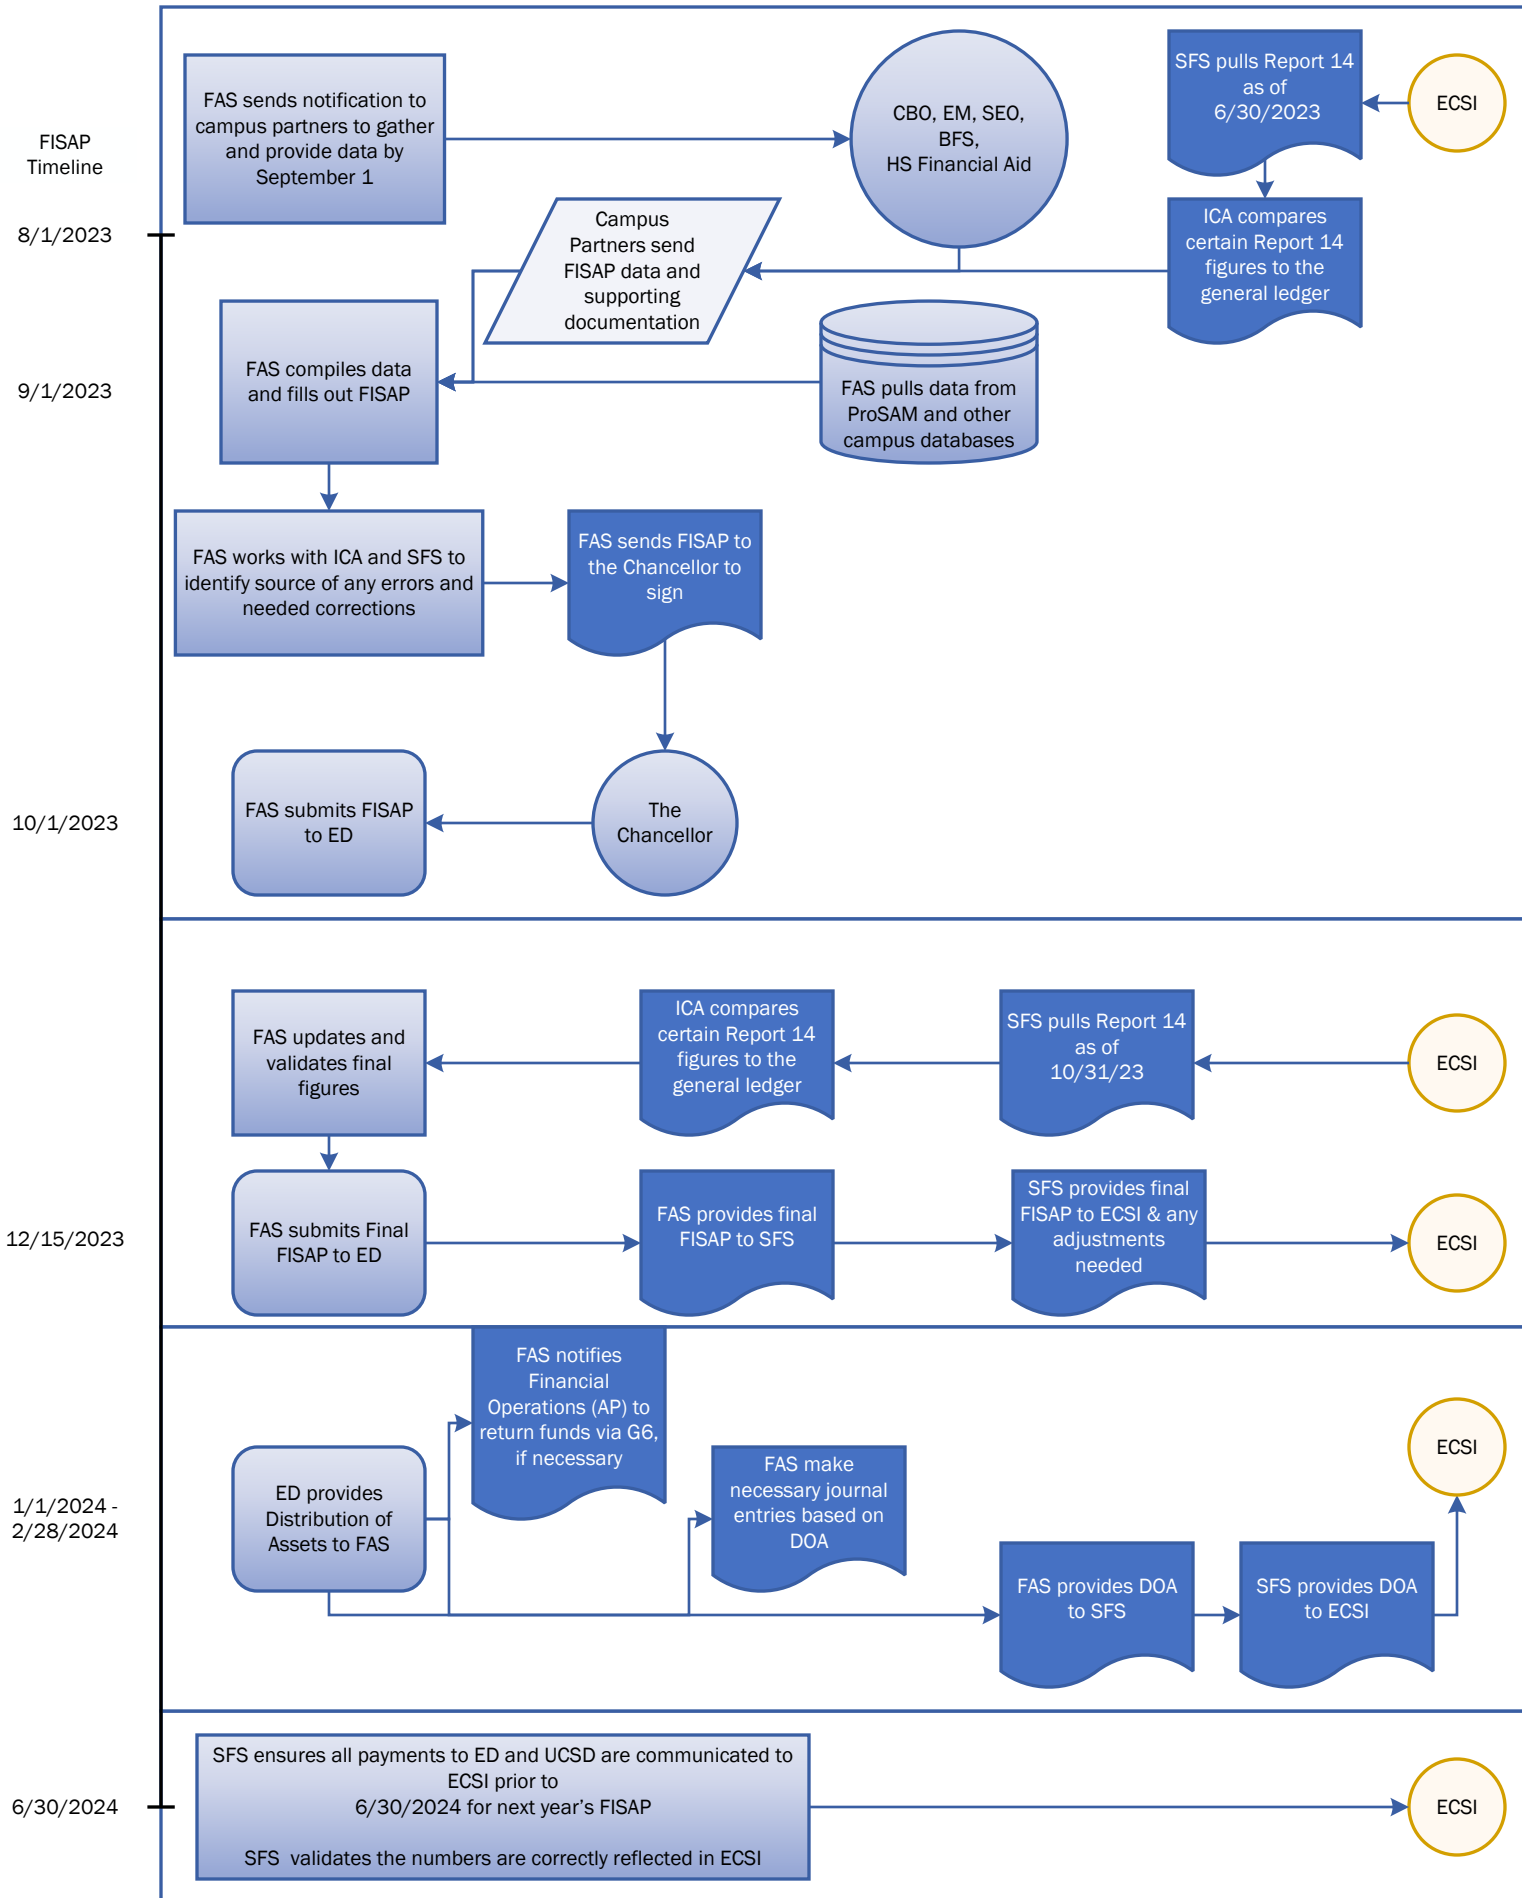 FISAP
Timeline
FAS sends notification to
campus partners to gather
and provide data by
September 1
CBO, EM, SEO,
BFS,
HS Financial Aid
SFS pulls Report 14
as of
6/30/2023
ECSI
8/1/2023
Campus
Partners send
FISAP data and
supporting
documentation
ICA compares
certain Report 14
figures to the
general ledger
9/1/2023
FAS compiles data
and fills out FISAP
FAS pulls data from
ProSAM and other
campus databases
FAS works with ICA and SFS to
identify source of any errors and
needed corrections
FAS sends FISAP to
the Chancellor to
sign
10/1/2023
FAS submits FISAP
to ED
The
Chancellor
FAS updates and
validates final
figures
ICA compares
certain Report 14
figures to the
general ledger
SFS pulls Report 14
as of
10/31/23
ECSI
12/15/2023
FAS submits Final
FISAP to ED
FAS provides final
FISAP to SFS
SFS provides final
FISAP to ECSI & any
adjustments
needed
ECSI
1/1/2024 -
2/28/2024
ED provides
Distribution of
Assets to FAS
FAS notifies
Financial
Operations (AP) to
return funds via G6,
if necessary
FAS make
necessary journal
entries based on
DOA
FAS provides DOA
to SFS
SFS provides DOA
to ECSI
ECSI
6/30/2024
SFS ensures all payments to ED and UCSD are communicated to
ECSI prior to
6/30/2024 for next year's FISAP
SFS  validates the numbers are correctly reflected in ECSI
ECSI